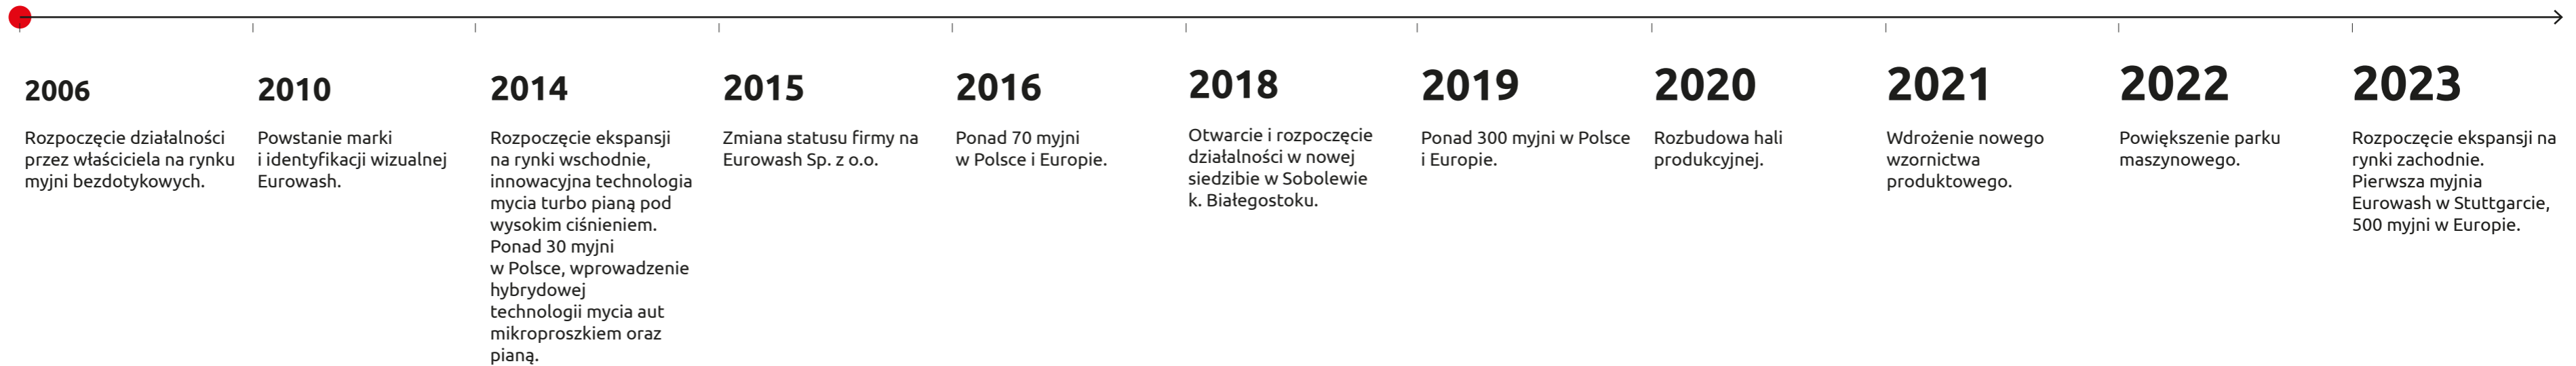 2006
Rozpoczęcie działalności
przez właściciela na rynku
myjni bezdotykowych.
2010
Powstanie marki
i identyfikacji wizualnej
Eurowash.
2014
Rozpoczęcie ekspansji
na rynki wschodnie,
innowacyjna technologia
mycia turbo pianą pod
wysokim ciśnieniem.
Ponad 30 myjni
w Polsce, wprowadzenie
hybrydowej
technologii mycia aut
mikroproszkiem oraz
pianą.
2015
Zmiana statusu firmy na
Eurowash Sp. z o.o.
2016
Ponad 70 myjni
w Polsce i Europie.
2018
Otwarcie i rozpoczęcie
działalności w nowej
siedzibie w Sobolewie
k. Białegostoku.
2019
Ponad 300 myjni w Polsce
i Europie.
2020
Rozbudowa hali
produkcyjnej.
2021
Wdrożenie nowego
wzornictwa
produktowego.
2022
Powiększenie parku
maszynowego.
2023
Rozpoczęcie ekspansji na
rynki zachodnie.
Pierwsza myjnia
Eurowash w Stuttgarcie,
500 myjni w Europie.